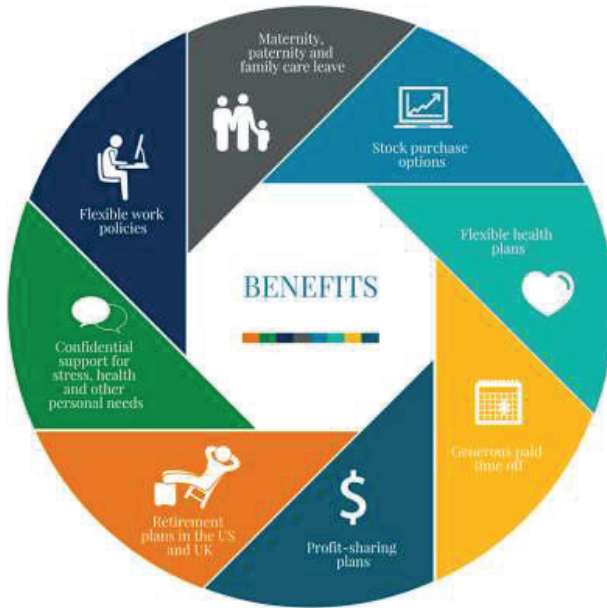 Maternity,
paternity and
family care leave
Stock purchase
options
Flexible health
plans
Generous paid
time off
Profit-sharing
plans
Retirement
plans in the US
and UK
Confidential
support for
stress, health
and other
personal needs
Flexible work
policies
BENEFITS
$